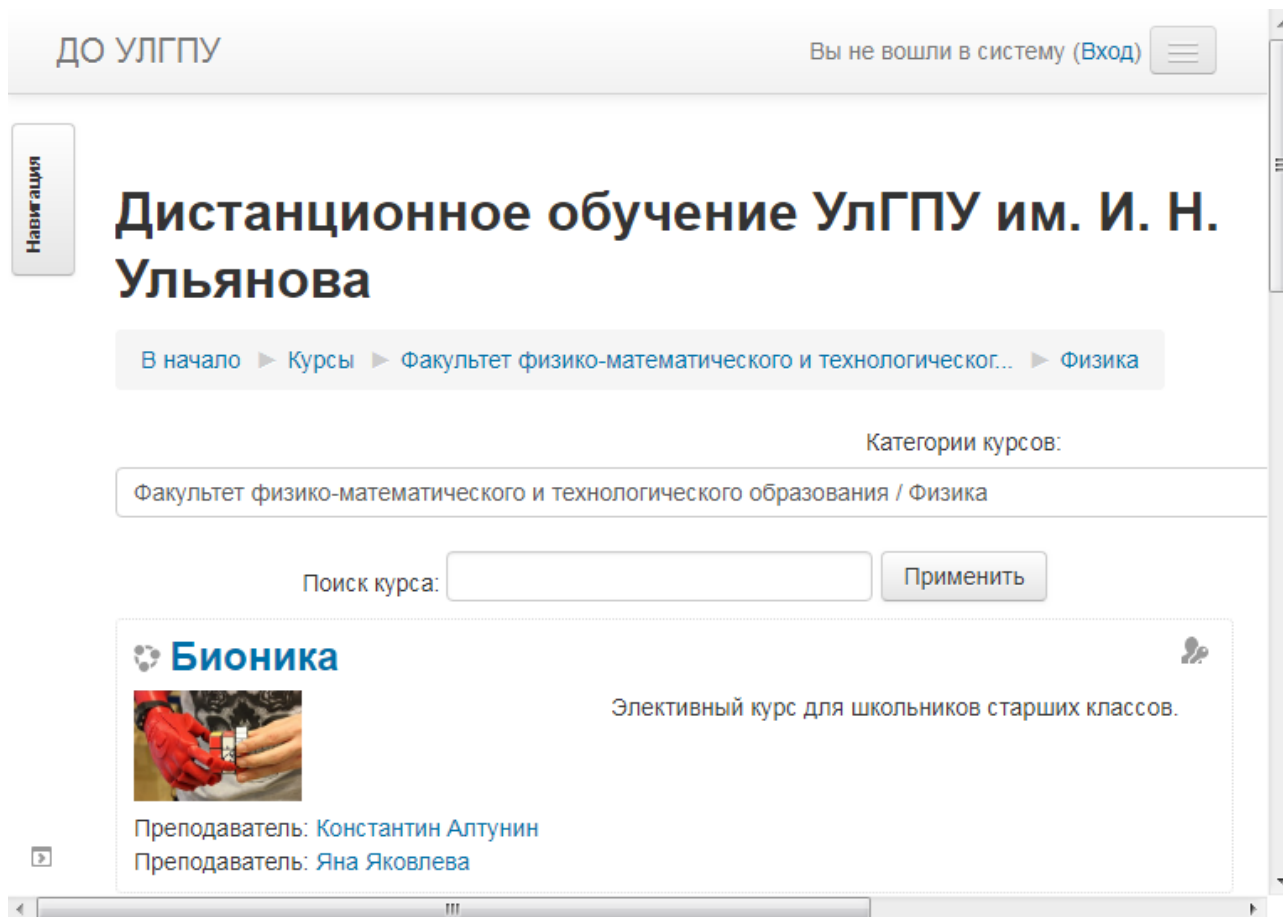 ДО УЛГПУ
Вы не вошли в систему (Вход)
Навигация
Дистанционное обучение УлГПУ им. И. Н.
Ульянова
В начало ► Курсы ► Факультет физико-математического и технологическог... ► Физика
Категории курсов:
Факультет физико-математического и технологического образования / Физика
Поиск курса:
Применить
Бионика
Элективный курс для школьников старших классов.
Преподаватель: Константин Алтунин
Преподаватель: Яна Яковлева